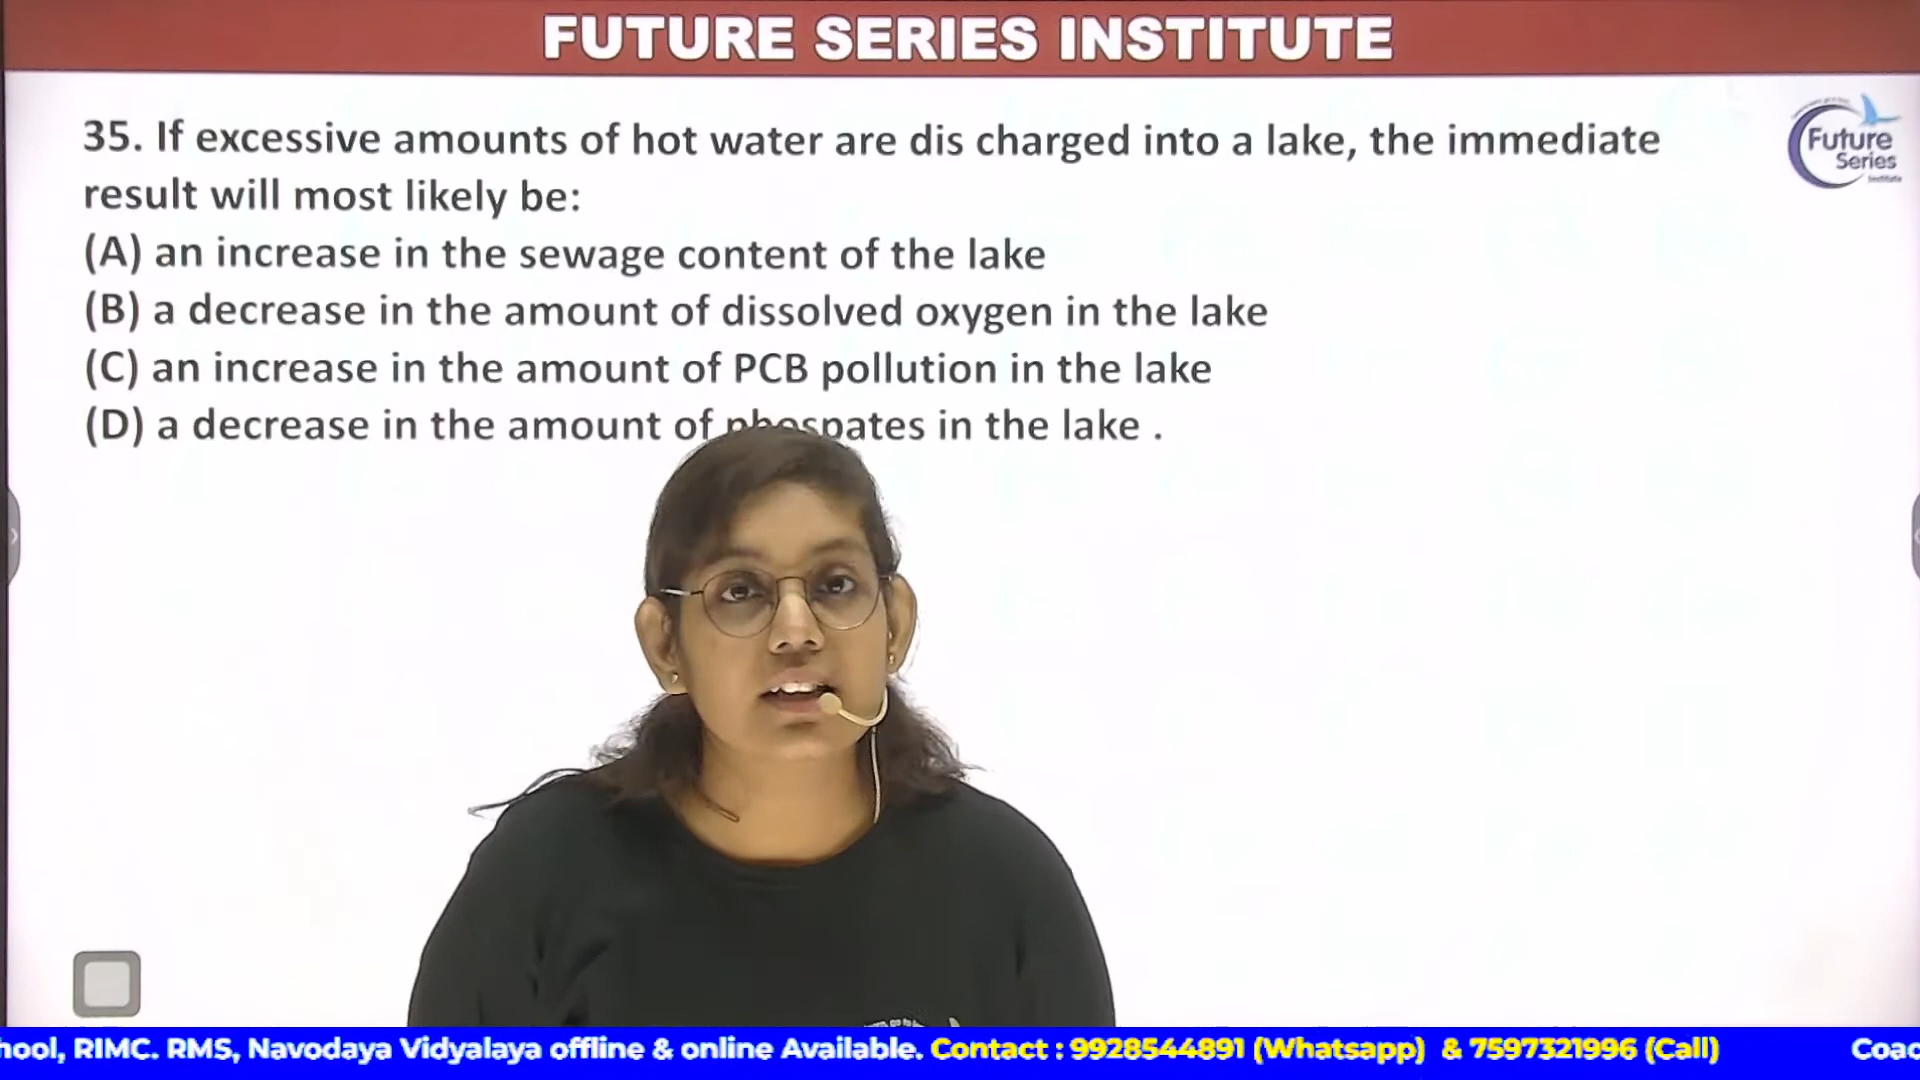 FUTURE SERIES INSTITUTE
Future
Series
Institute
35. If excessive amounts of hot water are dis charged into a lake, the immediate
result will most likely be:
(A) an increase in the sewage content of the lake
(B) a decrease in the amount of dissolved oxygen in the lake
(C) an increase in the amount of PCB pollution in the lake
(D) a decrease in the amount of phospates in the lake .
hool, RIMC. RMS, Navodaya Vidyalaya offline & online Available. Contact : 9928544891 (Whatsapp) & 7597321996 (Call) Coac